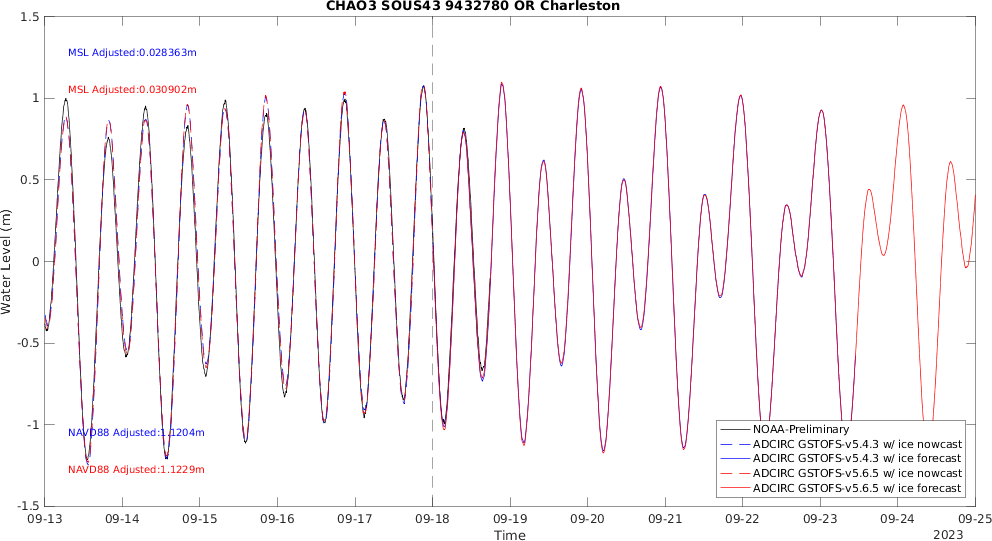 CHAO3 SOUS43 9432780 OR Charleston
1.5
1
0.5
0
-0.5
-1
-1.5
Water Level (m)
MSL Adjusted:0.028363m
MSL Adjusted:0.030902m
NAVD88 Adjusted:1.1204m
NAVD88 Adjusted:1.1229m
NOAA-Preliminary
ADCIRC GSTOFS-v5.4.3 w/ ice nowcast
ADCIRC GSTOFS-v5.4.3 w/ ice forecast
ADCIRC GSTOFS-v5.6.5 w/ ice nowcast
ADCIRC GSTOFS-v5.6.5 w/ ice forecast
09-13 09-14 09-15 09-16 09-17 09-18 09-19 09-20 09-21 09-22 09-23 09-24 09-25
Time
2023